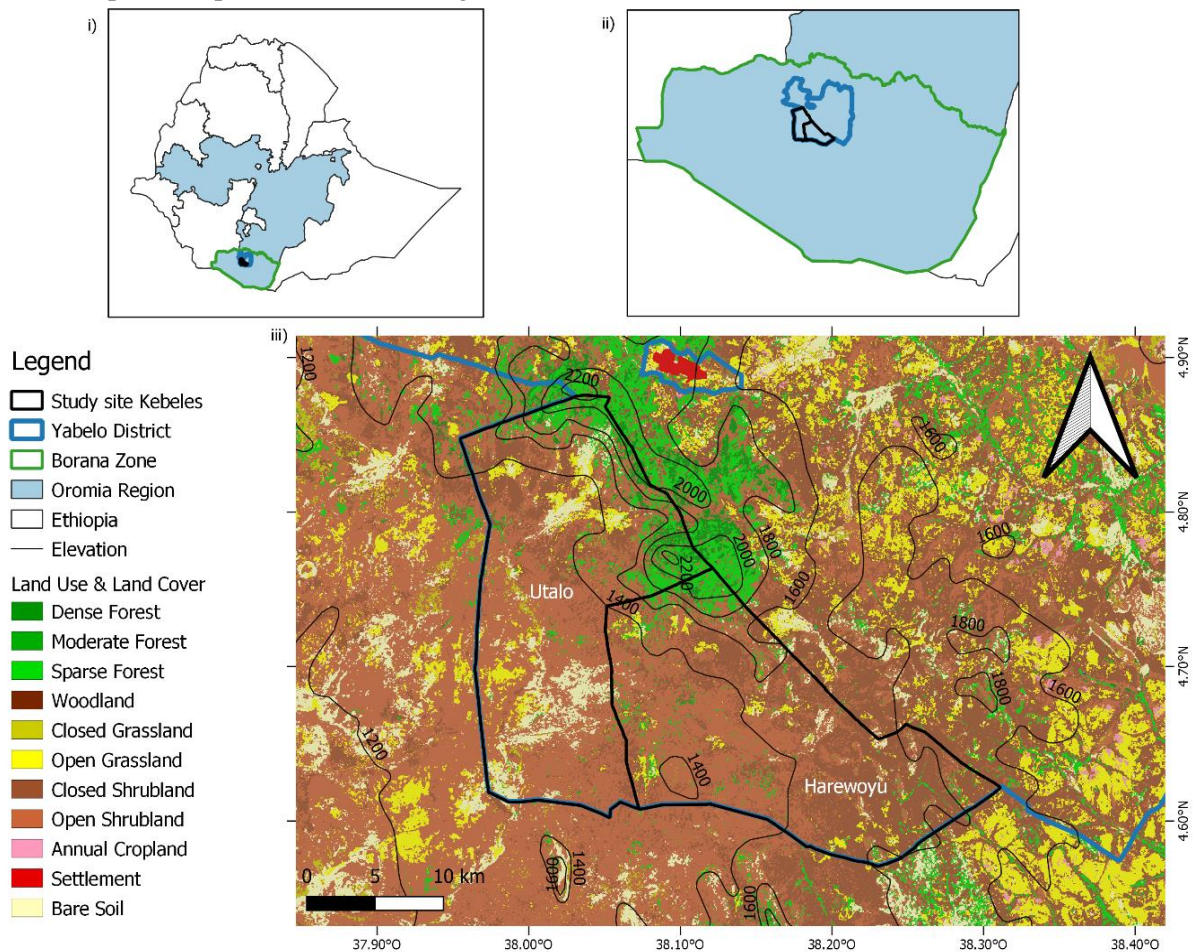 i)
ii)
iii)
Legend
Study site Kebeles
Yabelo District
Borana Zone
Oromia Region
Ethiopia
Elevation
Land Use & Land Cover
Dense Forest
Moderate Forest
Sparse Forest
Woodland
Closed Grassland
Open Grassland
Closed Shrubland
Open Shrubland
Annual Cropland
Settlement
Bare Soil
1200
2200
1600
2000
1800
2000
2200
1600
1600
1400
1800
1800
1600
1200
1400
1400
1600
1600
Utalo
Harewoyu
0 5 10 km
4.90°N
4.80°N
4.70°N
4.60°N
37.90°O 38.00°O 38.10°O 38.20°O 38.30°O 38.40°O